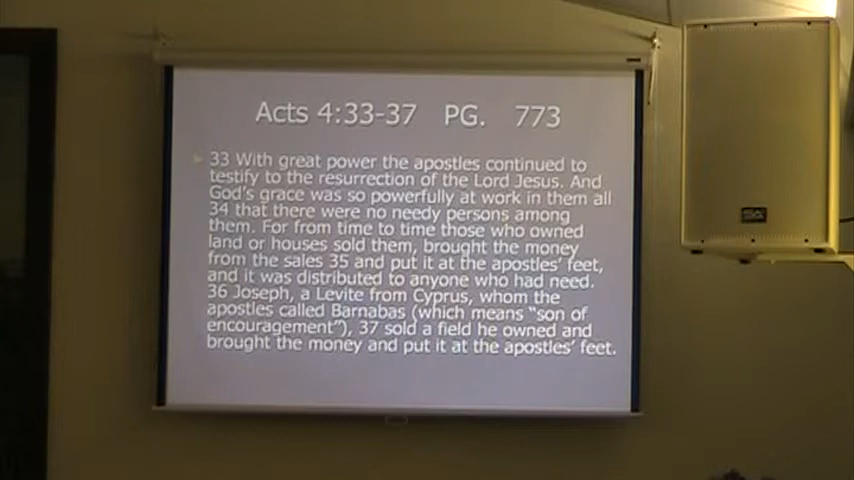 Acts 4:33-37 PG. 773
33 With great power the apostles continued to
testify to the resurrection of the Lord Jesus. And
God's grace was so powerfully at work in them all
34 that there were no needy persons among
them. For from time to time those who owned
land or houses sold them, brought the money
from the sales 35 and put it at the apostles' feet,
and it was distributed to anyone who had need.
36 Joseph, a Levite from Cyprus, whom the
apostles called Barnabas (which means "son of
encouragement"), 37 sold a field he owned and
brought the money and put it at the apostles' feet.